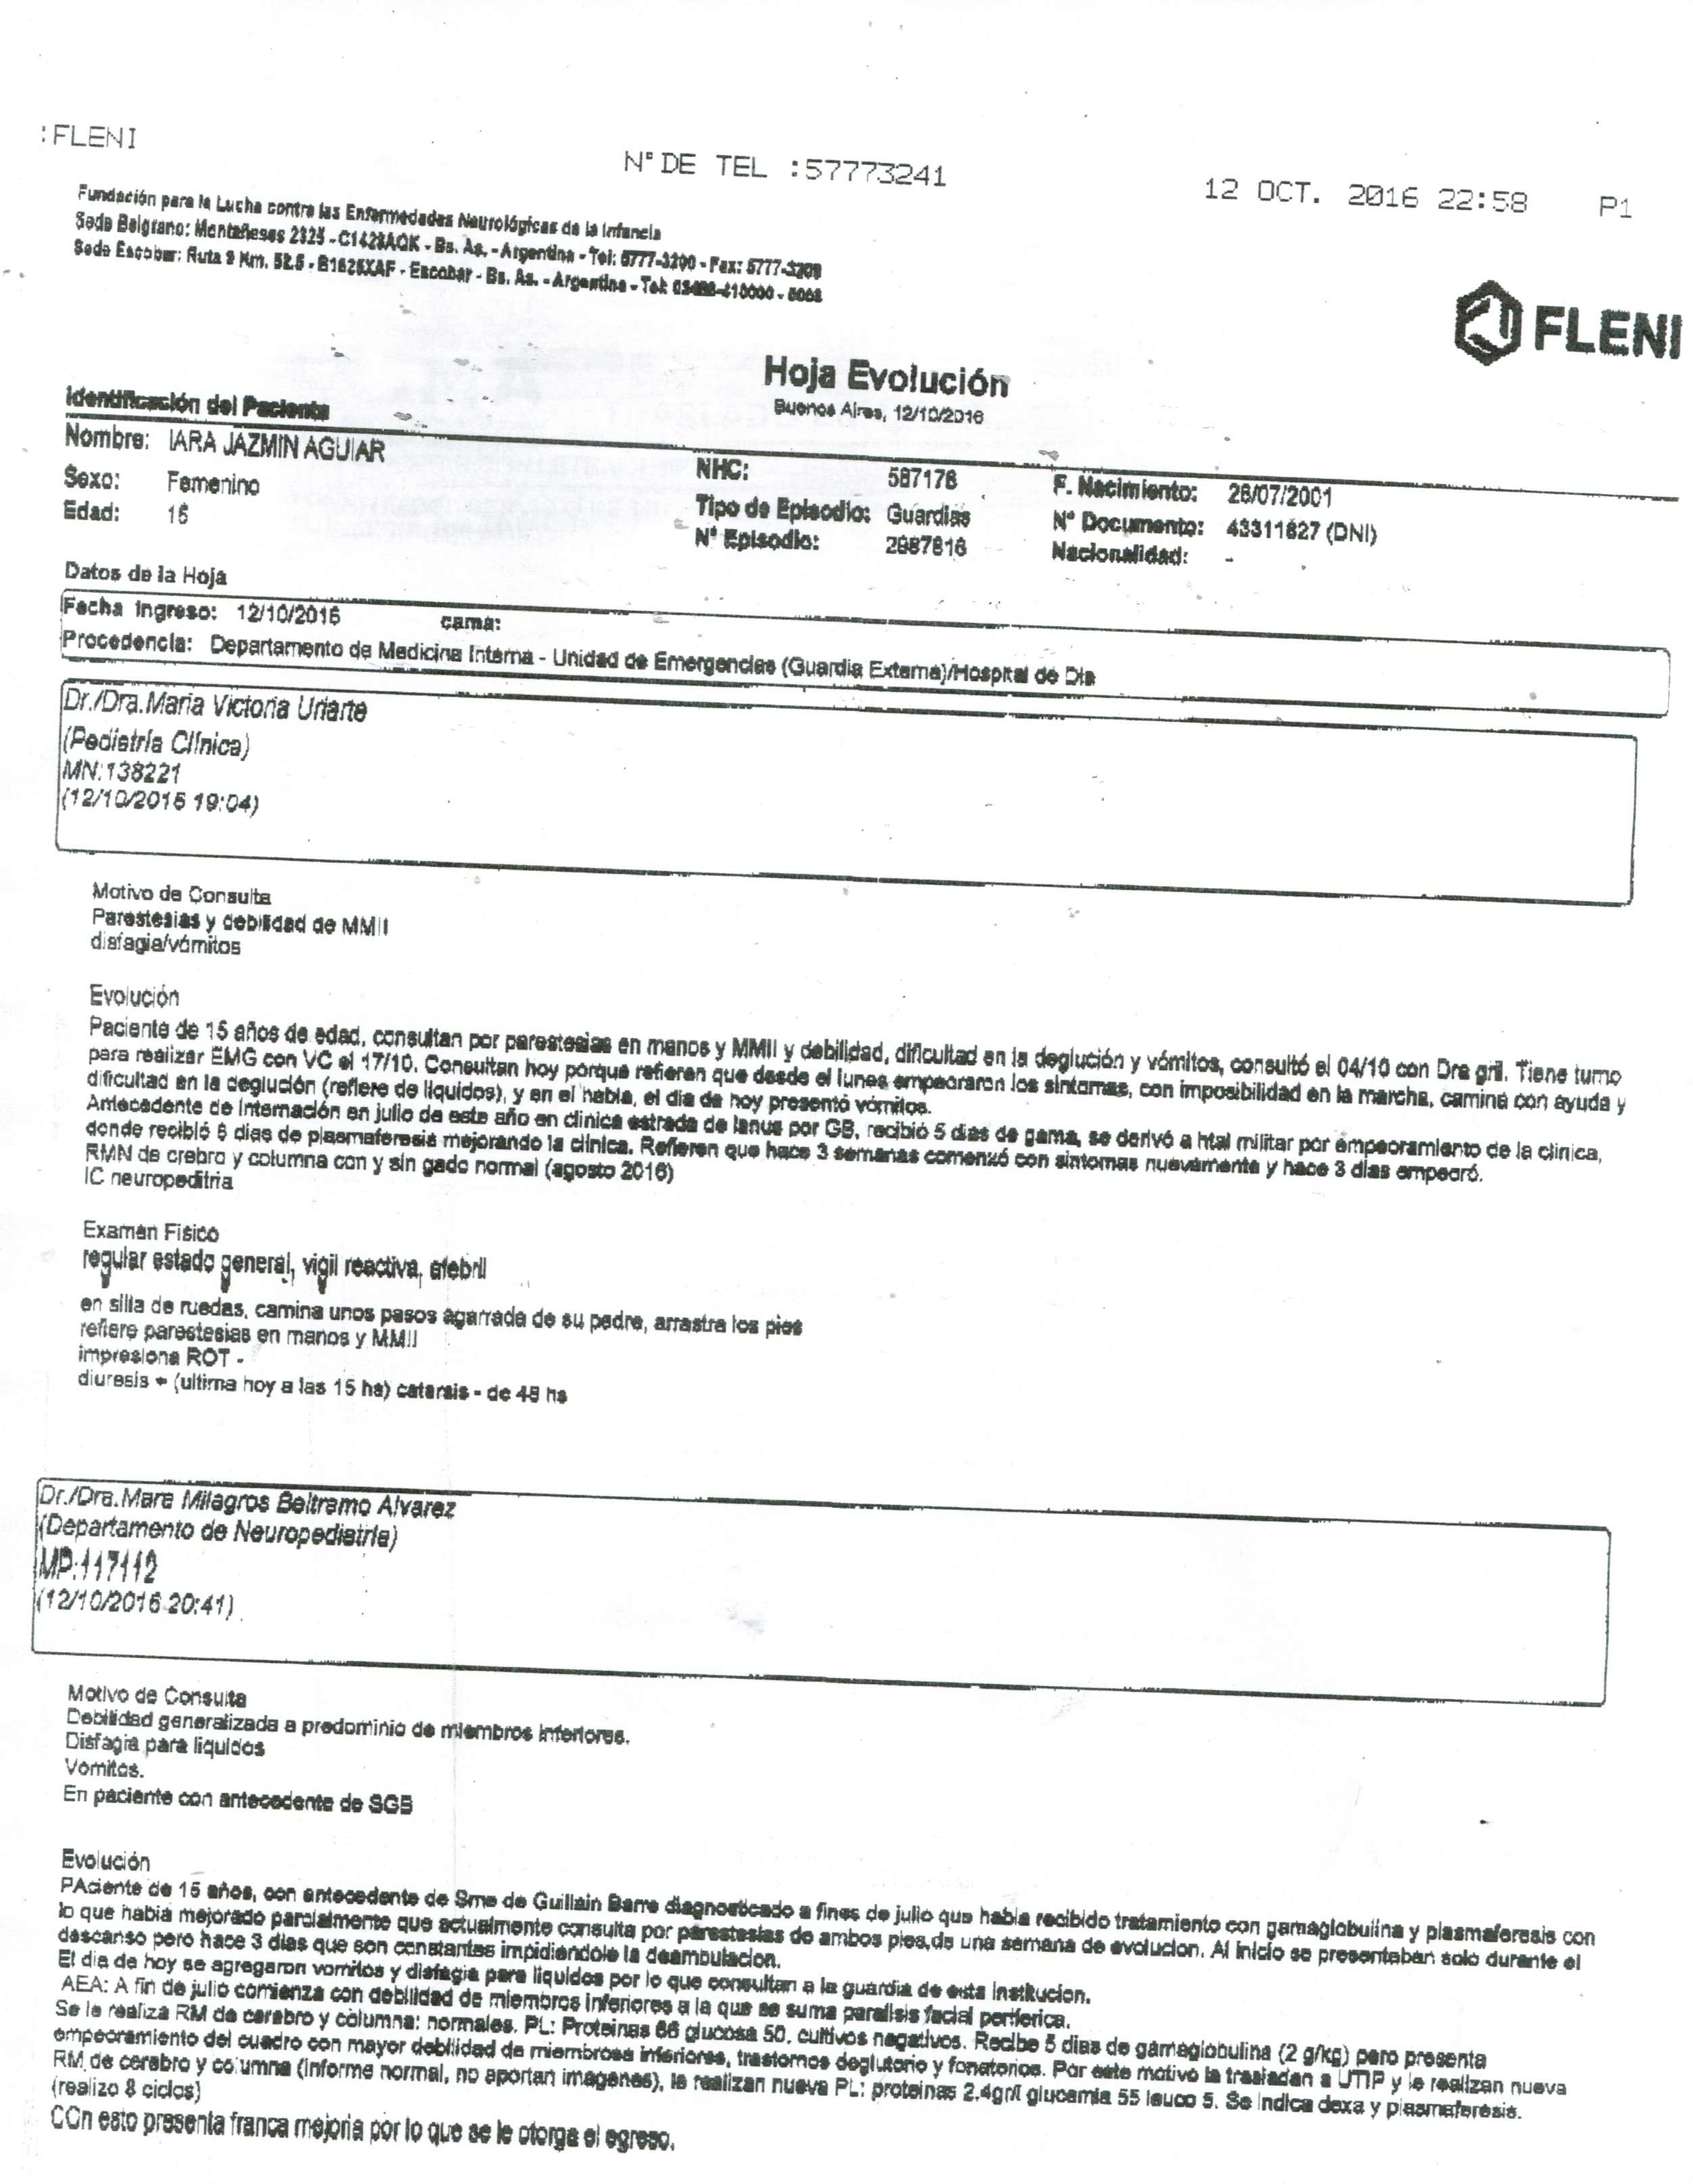 :FLENI
N° DE TEL :57773241
12 OCT. 2016 22:58 P1
Fundación para la Lucha contra las Enfermedades Neurológicas de la Infancia
Sede Belgrano: Montañeses 2325 - C1428AQK - Bs. As. - Argentina - Tel: 5777-3200 - Fax: 5777-3209
Sede Escobar: Ruta 9 Km. 52.5 - B1625XAF - Escobar - Bs. As. - Argentina - Tel:
FLENI
Hoja Evolución
Buenos Aires, 12/10/2016
Identificación del Paciente
Nombre: IARA JAZMIN AGUIAR
NHC: 587178
F. Nacimiento: 26/07/2001
Sexo: Femenino
Tipo de Episodio: Guardias
N° Documento: 43311627 (DNI)
Edad: 15
N° Episodio: 2987818
Nacionalidad: -
Datos de la Hoja
Fecha Ingreso: 12/10/2016 cama:
Procedencia: Departamento de Medicina Interna - Unidad de Emergencias (Guardia Externa)/Hospital de Día
Dr./Dra.Maria Victoria Uriarte
(Pediatría Clínica)
MN:138221
(12/10/2016 19:04)
Motivo de Consulta
Parestesias y debilidad de MMII
disfagia/vómitos
Evolución
Paciente de 15 años de edad, consultan por parestesias en manos y MMII y debilidad, dificultad en la deglución y vómitos, consultó el 04/10 con Dra gril. Tiene turno
para realizar EMG con VC el 17/10. Consultan hoy porque refieren que desde el lunes empeoraron los síntomas, con imposibilidad en la marcha, camina con ayuda y
dificultad en la deglución (refiere de líquidos), y en el habla, el dia de hoy presentó vómitos.
Antecedente de Internación en julio de este año en clinica estrada de lanus por GB, recibió 5 dias de gama, se derivó a htal militar por empeoramiento de la clinica,
donde recibió 8 dias de plasmaferesis mejorando la clínica. Refieren que hace 3 semanas comenzó con sintomas nuevamente y hace 3 dias empeoró.
RMN de crebro y columna con y sin gado normal (agosto 2016)
IC neuropeditria
Examen Fisico
regular estado general, vigil reactiva, afebril
en silla de ruedas, camina unos pasos agarrada de su padre, arrastra los pies
refiere parestesias en manos y MMII
impresiona ROT -
diuresis + (ultima hoy a las 15 hs) catarsis - de 48 hs
Dr./Dra.Mara Milagros Beltramo Alvarez
(Departamento de Neuropediatría)
MP:117112
(12/10/2016 20:41)
Motivo de Consulta
Debilidad generalizada a predominio de miembros inferiores.
Disfagia para liquidos
Vomitos.
En paciente con antecedente de SGB
Evolución
PAciente de 15 años, con antecedente de Sme de Guillain Barre diagnosticado a fines de julio que habia recibido tratamiento con gamaglobulina y plasmaferesis con
lo que habia mejorado parcialmente que actualmente consulta por parestesias de ambos pies,de una semana de evolucion. Al inicio se presentaban solo durante el
descanso pero hace 3 dias que son constantes impidiendole la deambulacion.
El dia de hoy se agregaron vomitos y disfagia para liquidos por lo que consultan a la guardia de esta institucion.
AEA: A fin de julio comienza con debilidad de miembros inferiores a la que se suma paralisis facial periferica.
Se le realiza RM de cerebro y columna: normales. PL: Proteinas 66 glucosa 50, cultivos negativos. Recibe 5 dias de gamaglobulina (2 g/kg) pero presenta
empeoramiento del cuadro con mayor debilidad de miembros inferiores, trastornos deglutorio y fonatorios. Por este motivo la trasladan a UTIP y le realizan nueva
RM de cerebro y columna (informe normal, no aportan imagenes), le realizan nueva PL: proteinas 2.4gr/l glucamia 55 leuco 5. Se indica dexa y plasmaferesis.
(realizo 8 ciclos)
COn esto presenta franca mejoria por lo que se le otorga el egreso.